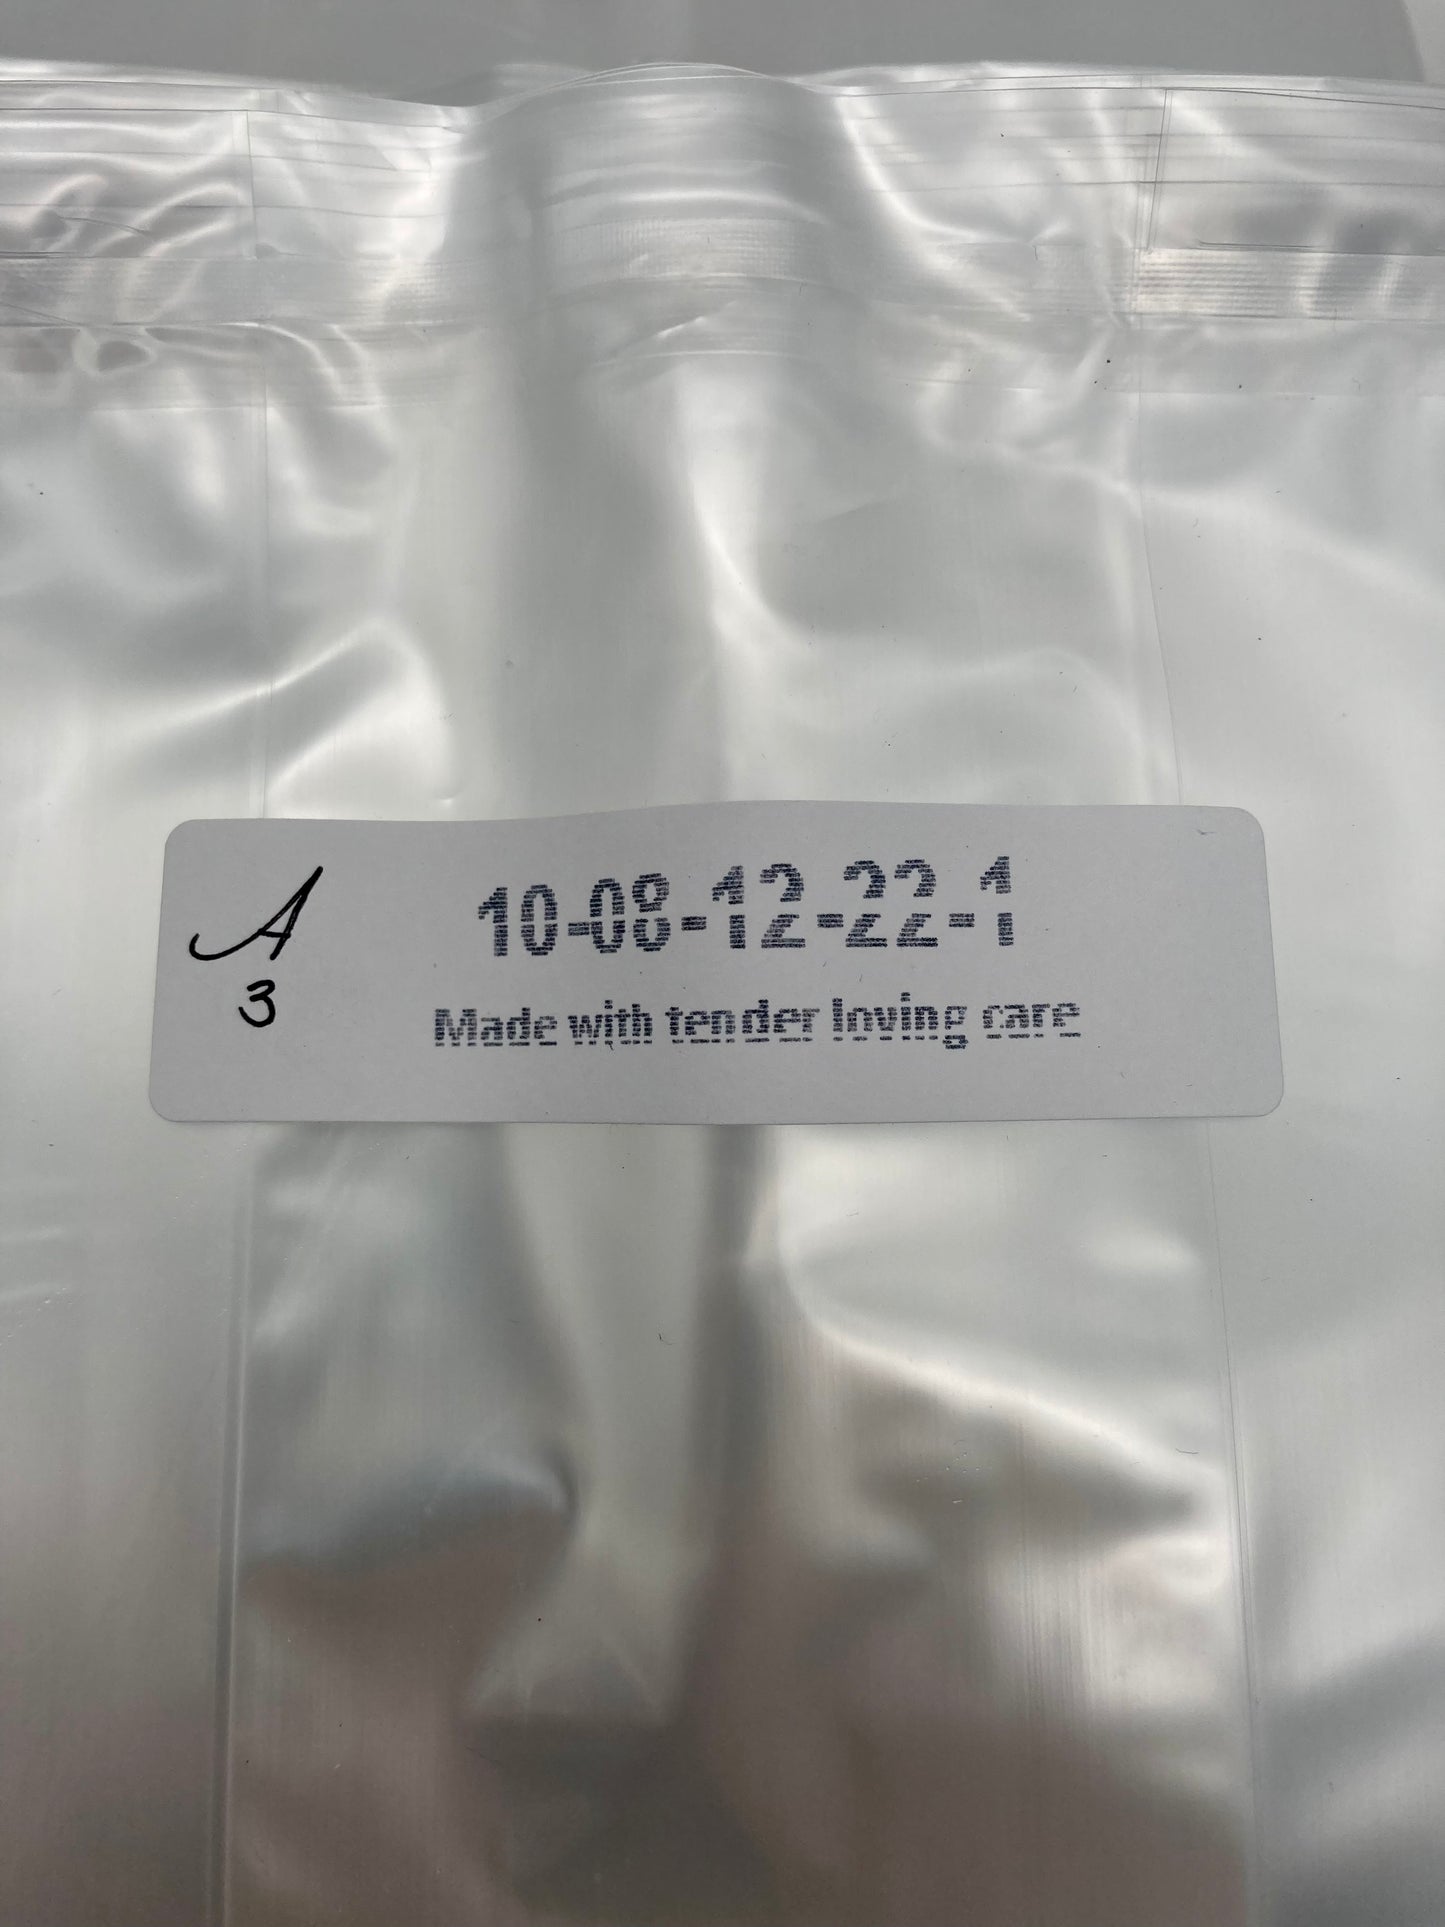 A
3
10-08-12-22-1
Made with tender loving care